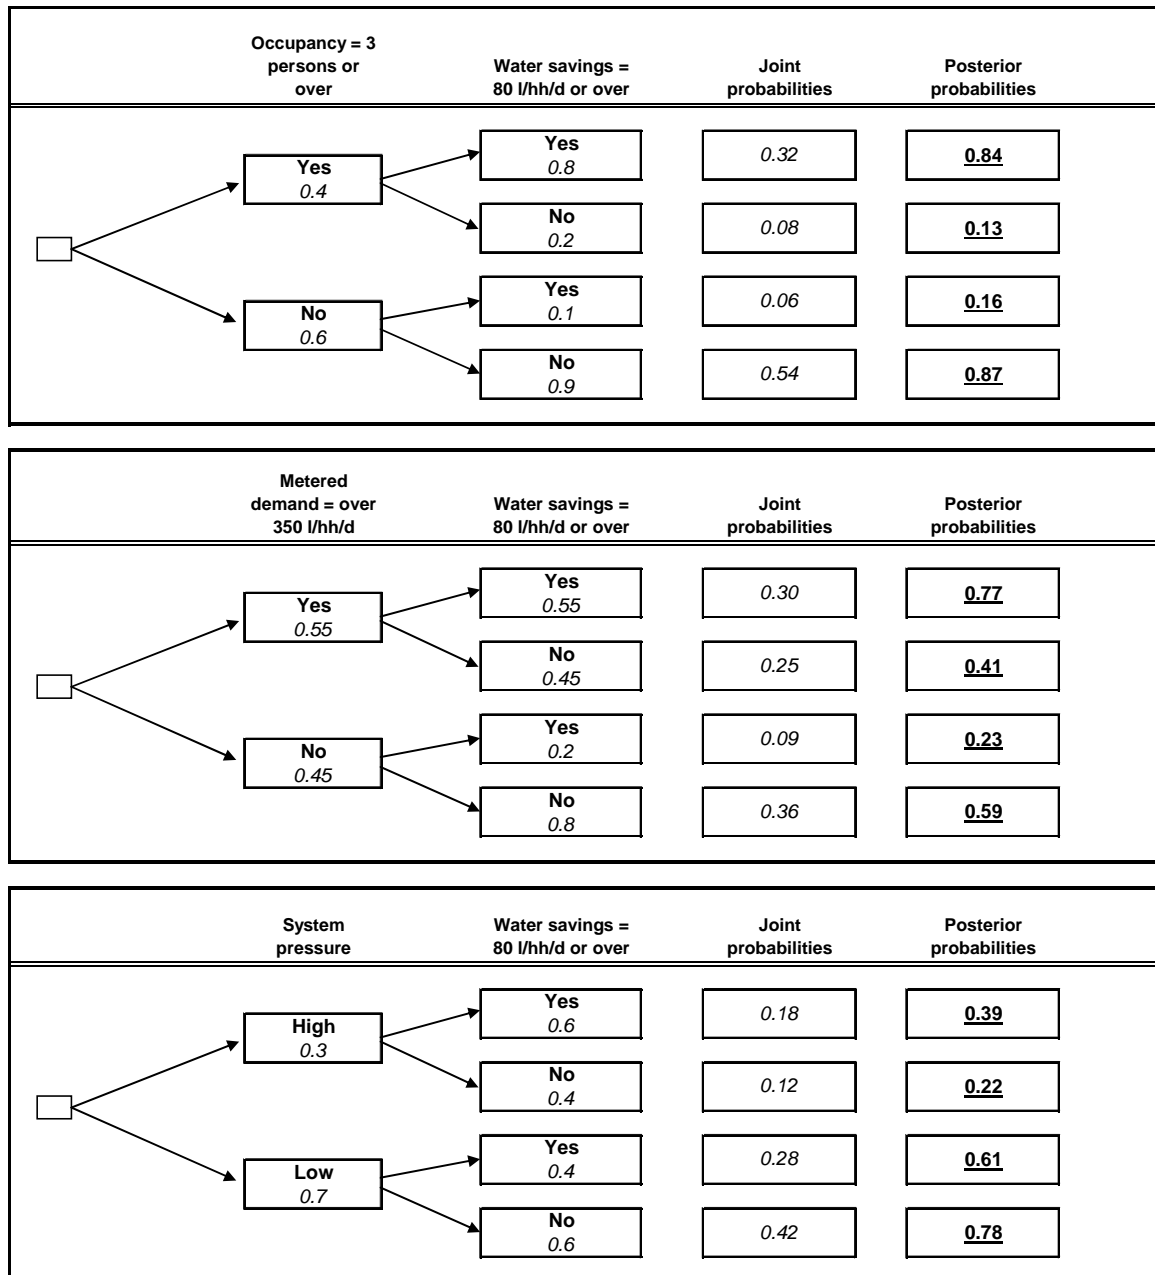 Occupancy = 3
persons or
over
Water savings =
80 l/hh/d or over
Joint
probabilities
Posterior
probabilities
Yes
0.4
Yes
0.8
0.32
0.84
No
0.2
0.08
0.13
No
0.6
Yes
0.1
0.06
0.16
No
0.9
0.54
0.87
Metered
demand = over
350 l/hh/d
Water savings =
80 l/hh/d or over
Joint
probabilities
Posterior
probabilities
Yes
0.55
Yes
0.55
0.30
0.77
No
0.45
0.25
0.41
No
0.45
Yes
0.2
0.09
0.23
No
0.8
0.36
0.59
System
pressure
Water savings =
80 l/hh/d or over
Joint
probabilities
Posterior
probabilities
High
0.3
Yes
0.6
0.18
0.39
No
0.4
0.12
0.22
Low
0.7
Yes
0.4
0.28
0.61
No
0.6
0.42
0.78